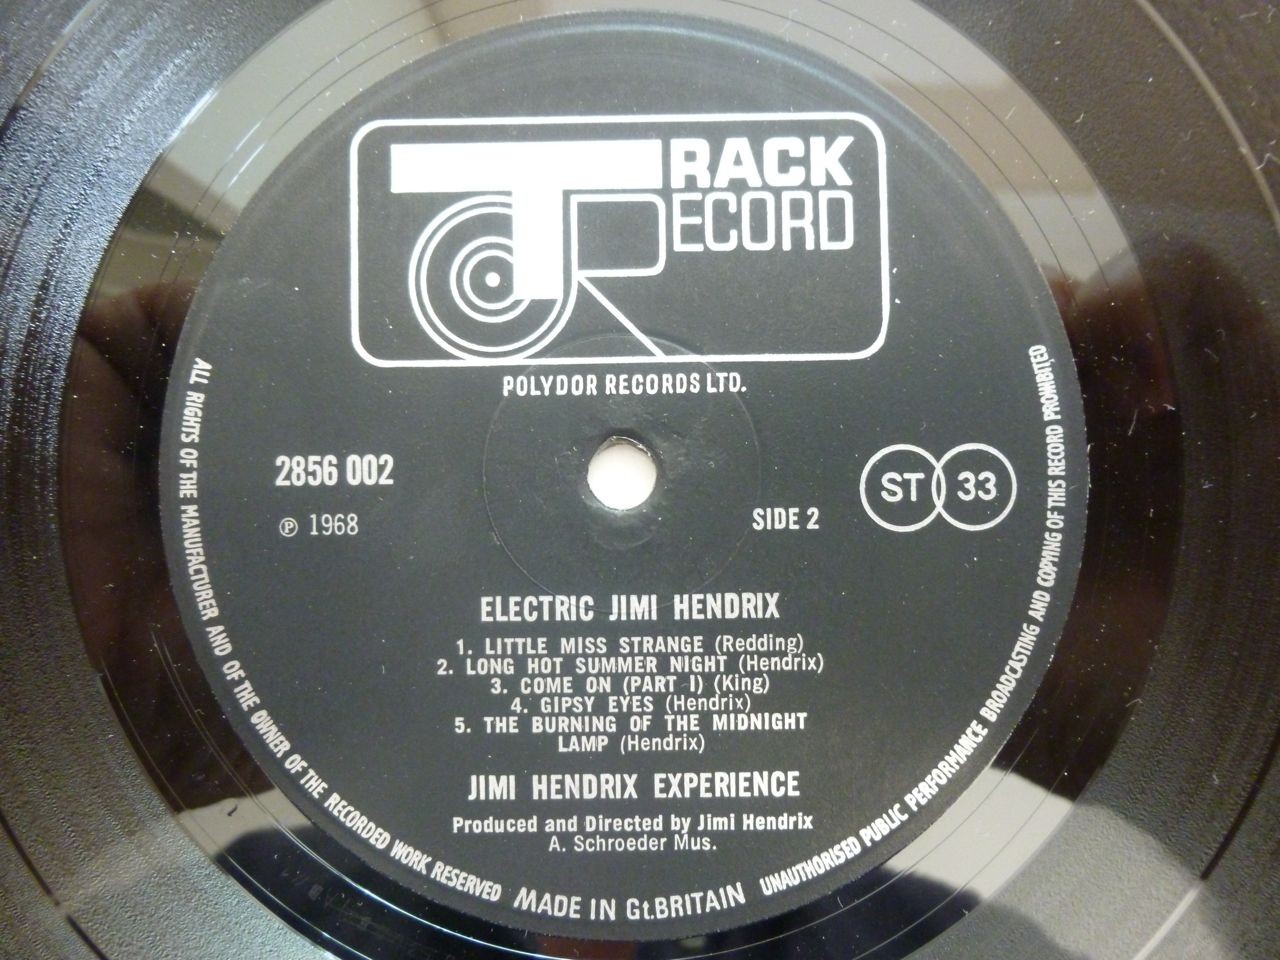 TRACK
RECORD
POLYDOR RECORDS LTD.
2856 002
℗ 1968
SIDE 2
ST 33
ELECTRIC JIMI HENDRIX
1. LITTLE MISS STRANGE (Redding)
2. LONG HOT SUMMER NIGHT (Hendrix)
3. COME ON (PART I) (King)
4. GIPSY EYES (Hendrix)
5. THE BURNING OF THE MIDNIGHT
LAMP (Hendrix)
JIMI HENDRIX EXPERIENCE
Produced and Directed by Jimi Hendrix
A. Schroeder Mus.
ALL RIGHTS OF THE MANUFACTURER AND OF THE OWNER OF THE RECORDED WORK RESERVED
MADE IN Gt.BRITAIN
UNAUTHORISED PUBLIC PERFORMANCE BROADCASTING AND COPYING OF THIS RECORD PROHIBITED